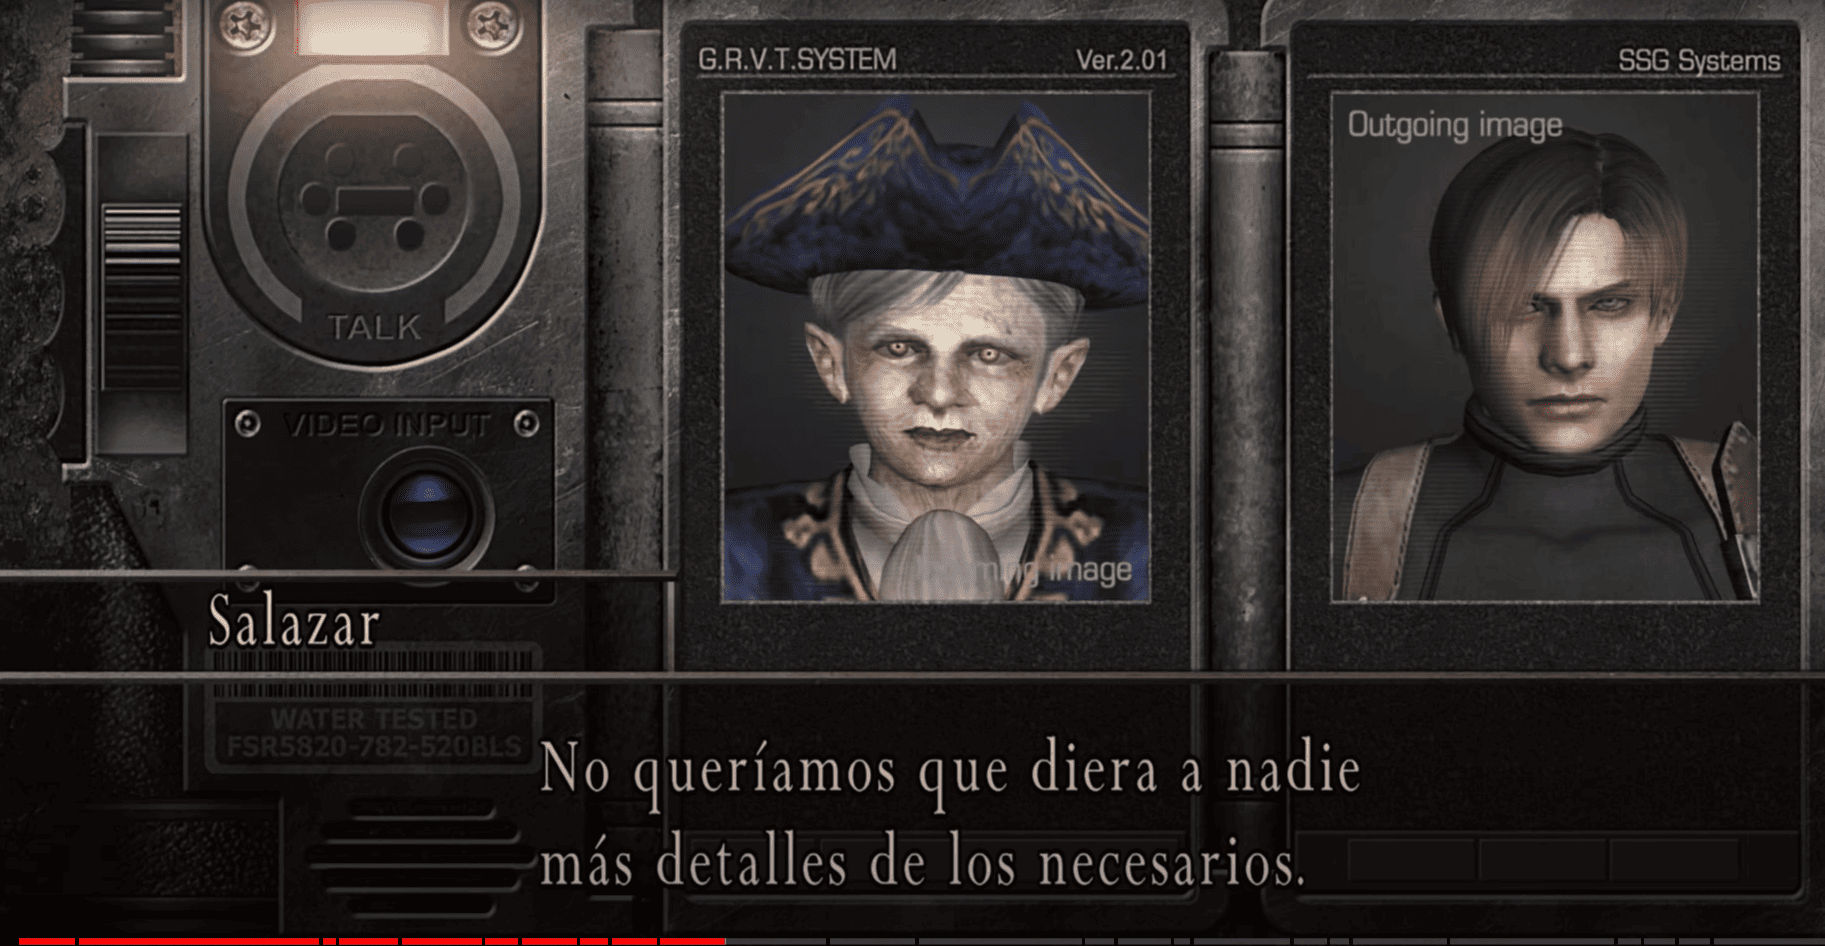 G.R.V.T.SYSTEM Ver.2.01
SSG Systems
Outgoing image
TALK
VIDEO INPUT
image
Salazar
WATER TESTED
FSR5820-782-520BLS
No queríamos que diera a nadie
más detalles de los necesarios.